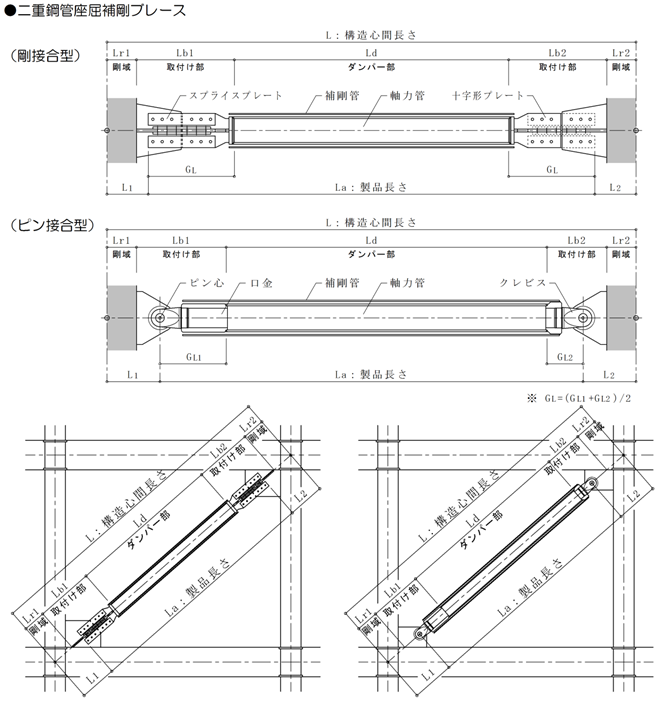 ●二重鋼管座屈補剛ブレース
(剛接合型)
L：構造心間長さ
Lr1 Lb1 Ld Lb2 Lr2
剛域 取付け部 ダンパー部 取付け部 剛域
スプライスプレート 補剛管 軸力管 十字形プレート
GL GL
L1 La：製品長さ L2
(ピン接合型)
L：構造心間長さ
Lr1 Lb1 Ld Lb2 Lr2
剛域 取付け部 ダンパー部 取付け部 剛域
ピン心 口金 補剛管 軸力管 クレビス
GL1 GL2
L1 La：製品長さ L2
※ GL=(GL1+GL2)/2
Lr2
剛域
Lb2
取付け部
L：構造心間長さ
Ld
ダンパー部
L2
La：製品長さ
Lb1
取付け部
Lr1
剛域
L1
Lr2
剛域
Lb2
取付け部
L：構造心間長さ
Ld
ダンパー部
L2
La：製品長さ
Lb1
取付け部
Lr1
剛域
L1